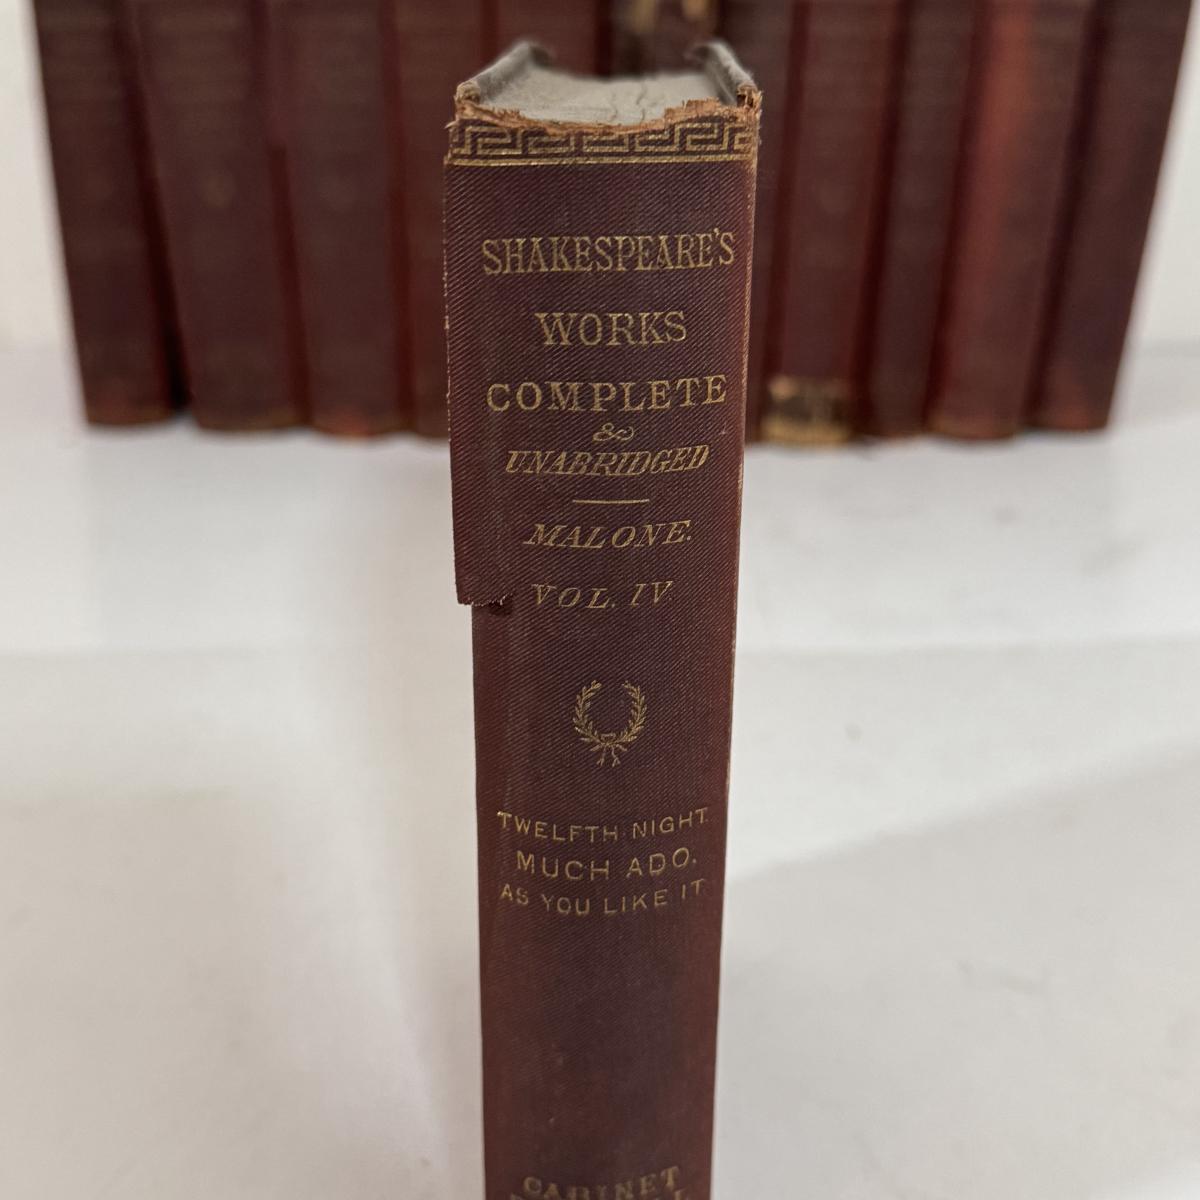 SHAKESPEARE'S
WORKS
COMPLETE
&
UNABRIDGED
MALONE.
VOL. IV
TWELFTH NIGHT
MUCH ADO.
AS YOU LIKE IT
CABINET